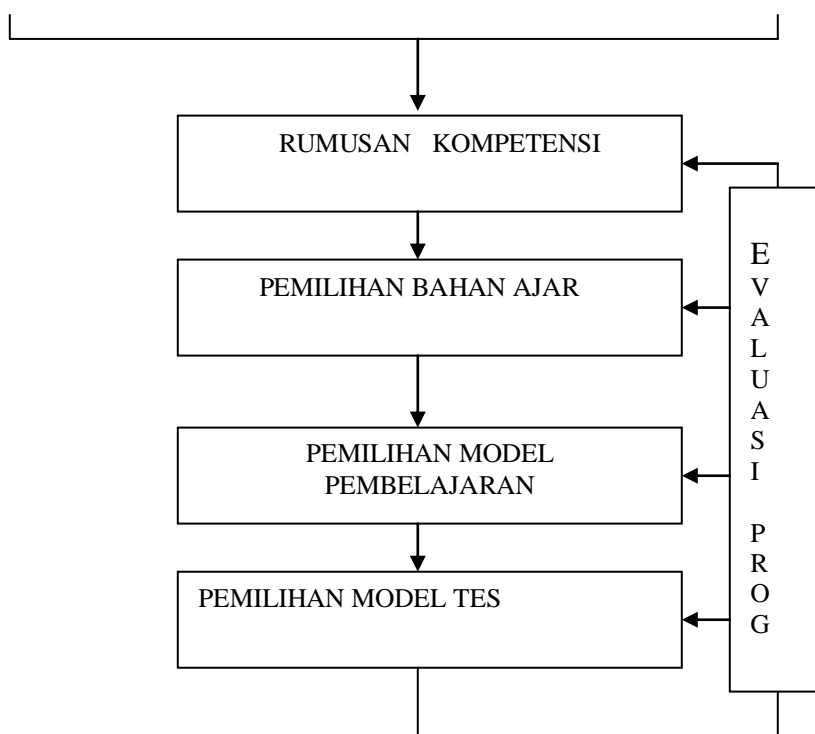 RUMUSAN KOMPETENSI
PEMILIHAN BAHAN AJAR
PEMILIHAN MODEL
PEMBELAJARAN
PEMILIHAN MODEL TES
E
V
A
L
U
A
S
I
P
R
O
G